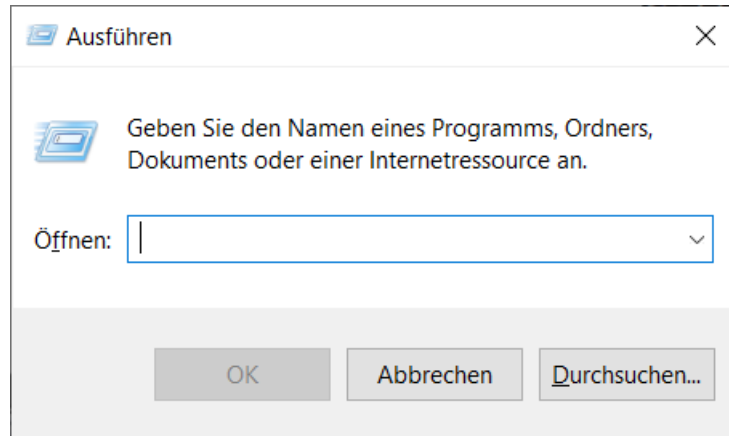 Ausführen
Geben Sie den Namen eines Programms, Ordners,
Dokuments oder einer Internetressource an.
Öffnen:
OK Abbrechen Durchsuchen...